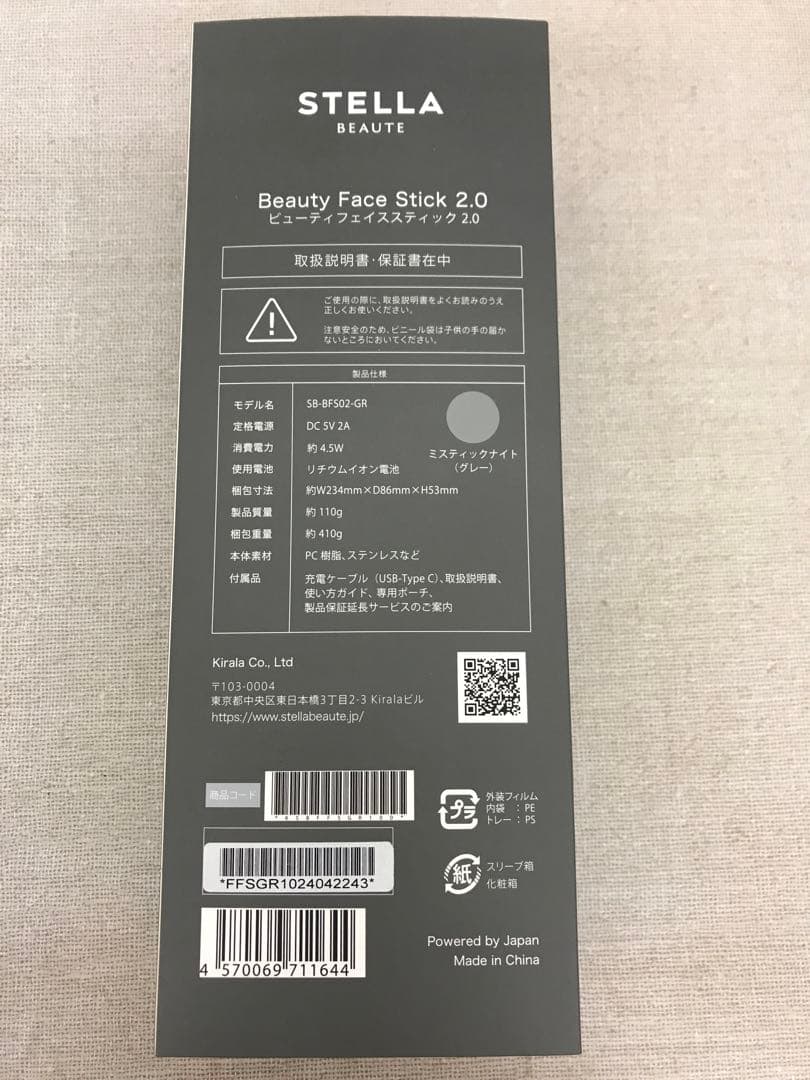 STELLA
BEAUTE
Beauty Face Stick 2.0
ビューティフェイススティック 2.0
取扱説明書・保証書在中
ご使用の際に、取扱説明書をよくお読みのうえ
正しくお使いください。
注意安全のため、ビニール袋は子供の手の届か
ないところにおいてください。
製品仕様
モデル名 SB-BFS02-GR
定格電源 DC 5V 2A
消費電力 約 4.5W
使用電池 リチウムイオン電池
ミスティックナイト
（グレー）
梱包寸法 約W234mm×D86mm×H53mm
製品質量 約 110g
梱包重量 約 410g
本体素材 PC 樹脂、ステンレスなど
付属品 充電ケーブル（USB-Type C）、取扱説明書、
使い方ガイド、専用ポーチ、
製品保証延長サービスのご案内
Kirala Co., Ltd
〒103-0004
東京都中央区東日本橋3丁目2-3 Kiralaビル
https://www.stellabeaute.jp/
商品コード
*FFSGR1024042243*
4 570069 711644
プラ
外装フィルム
内袋 : PE
トレー : PS
紙
スリーブ箱
化粧箱
Powered by Japan
Made in China